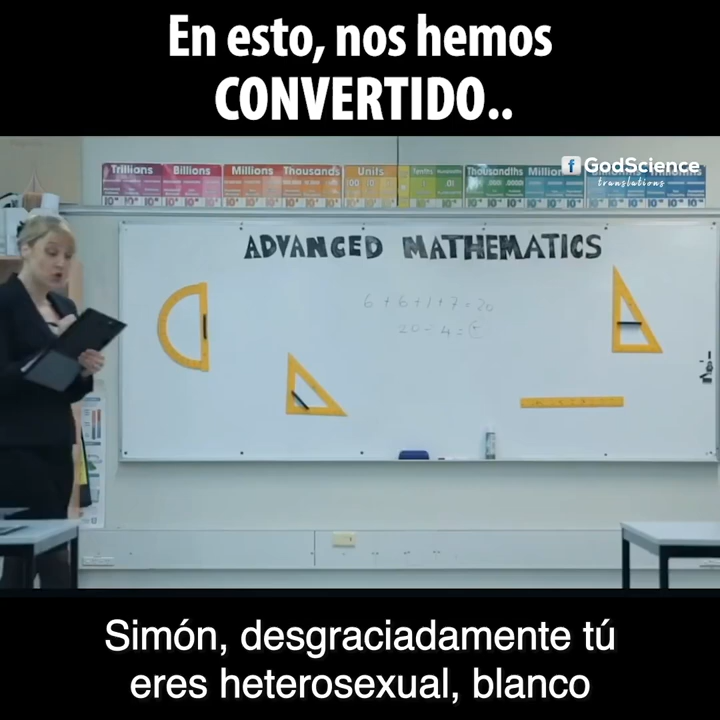 En esto, nos hemos
CONVERTIDO..
f GodScience
translations
Trillions Billions Millions Thousands Units Tenths Thousandths
ADVANCED MATHEMATICS
6 + 6 + 1 + 7 = 20
20 ÷ 4 =
Simón, desgraciadamente tú
eres heterosexual, blanco